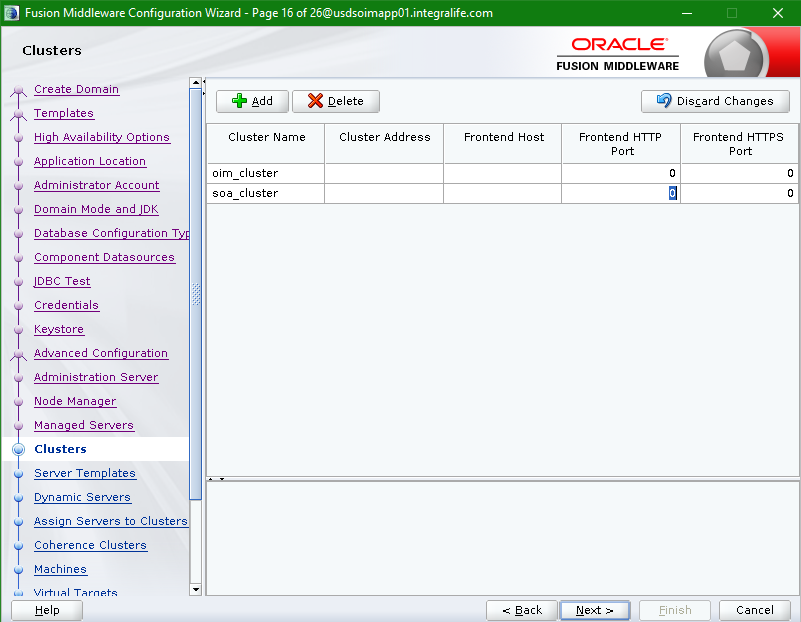 Fusion Middleware Configuration Wizard - Page 16 of 26@usdsoimapp01.integralife.com
Clusters
ORACLE
FUSION MIDDLEWARE
Create Domain
Templates
High Availability Options
Application Location
Administrator Account
Domain Mode and JDK
Database Configuration Typ
Component Datasources
JDBC Test
Credentials
Keystore
Advanced Configuration
Administration Server
Node Manager
Managed Servers
Clusters
Server Templates
Dynamic Servers
Assign Servers to Clusters
Coherence Clusters
Machines
Virtual Targets
Add Delete Discard Changes
Cluster Name Cluster Address Frontend Host Frontend HTTP Port Frontend HTTPS Port
oim_cluster 0 0
soa_cluster 0 0
Help < Back Next > Finish Cancel